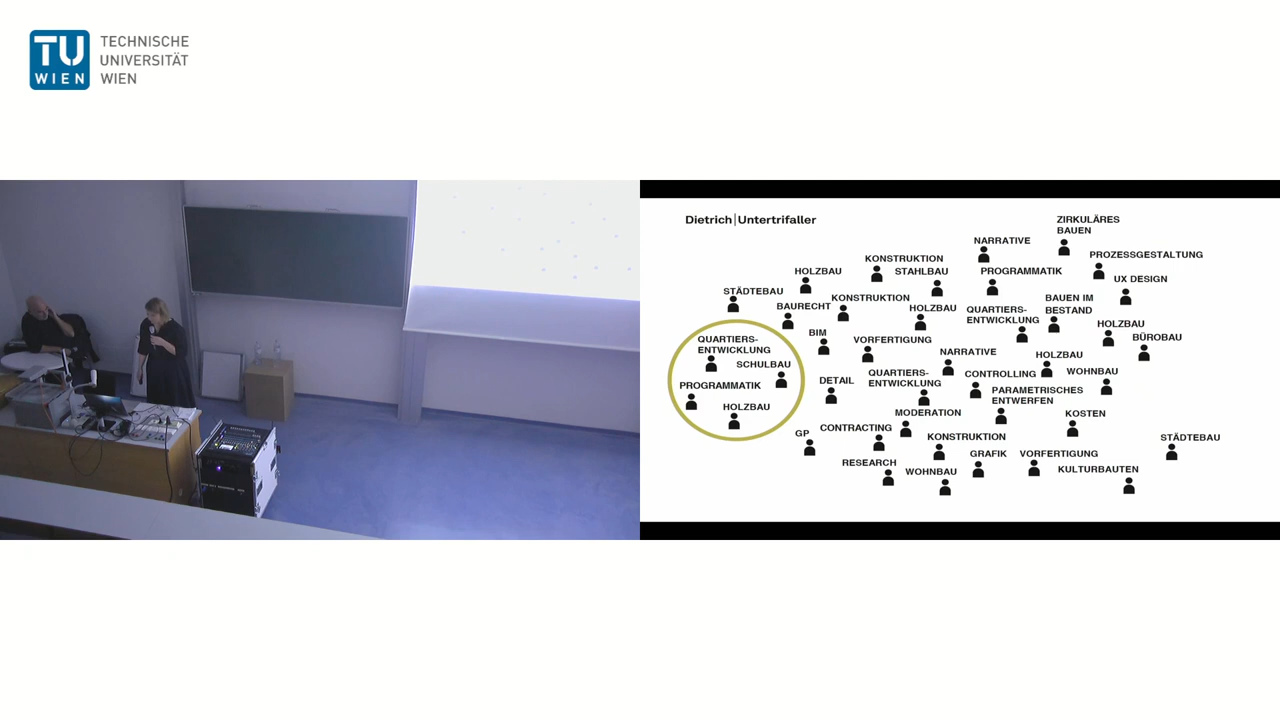 TU
WIEN
TECHNISCHE
UNIVERSITÄT
WIEN
Dietrich|Untertrifaller
ZIRKULÄRES
BAUEN
NARRATIVE
PROZESSGESTALTUNG
KONSTRUKTION
HOLZBAU
STAHLBAU
PROGRAMMATIK
UX DESIGN
STÄDTEBAU
BAURECHT
KONSTRUKTION
HOLZBAU
QUARTIERS-
ENTWICKLUNG
BAUEN IM
BESTAND
HOLZBAU
BÜROBAU
BIM
VORFERTIGUNG
QUARTIERS-
ENTWICKLUNG
SCHULBAU
PROGRAMMATIK
HOLZBAU
NARRATIVE
HOLZBAU
DETAIL
QUARTIERS-
ENTWICKLUNG
CONTROLLING
WOHNBAU
PARAMETRISCHES
ENTWERFEN
MODERATION
KOSTEN
GP
CONTRACTING
KONSTRUKTION
STÄDTEBAU
RESEARCH
WOHNBAU
GRAFIK
VORFERTIGUNG
KULTURBAUTEN